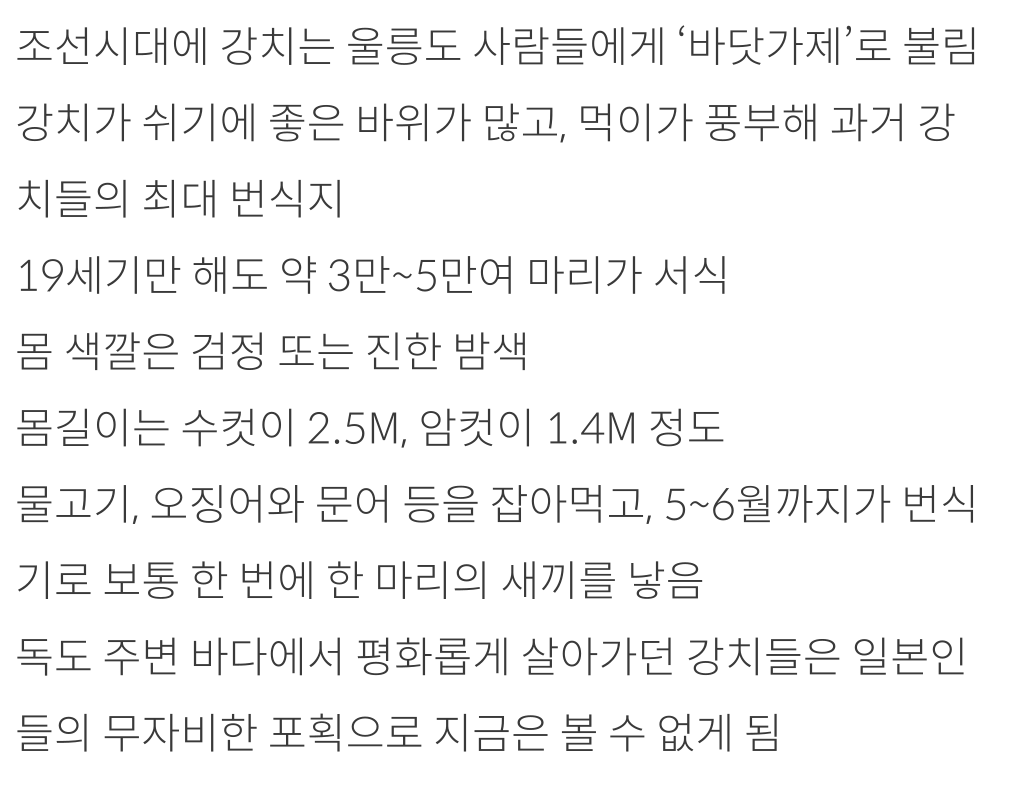 조선시대에 강치는 울릉도 사람들에게 ‘바닷가제’로 불림
강치가 쉬기에 좋은 바위가 많고, 먹이가 풍부해 과거 강
치들의 최대 번식지
19세기만 해도 약 3만~5만여 마리가 서식
몸 색깔은 검정 또는 진한 밤색
몸길이는 수컷이 2.5M, 암컷이 1.4M 정도
물고기, 오징어와 문어 등을 잡아먹고, 5~6월까지가 번식
기로 보통 한 번에 한 마리의 새끼를 낳음
독도 주변 바다에서 평화롭게 살아가던 강치들은 일본인
들의 무자비한 포획으로 지금은 볼 수 없게 됨